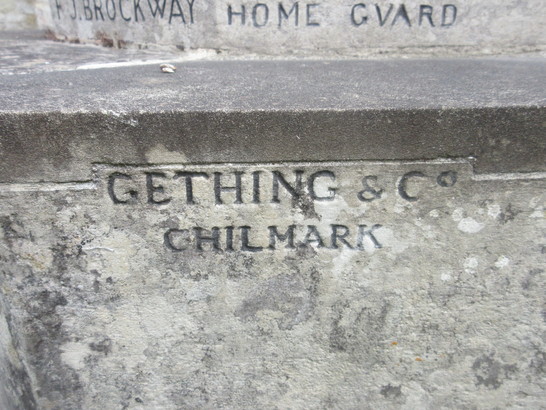 F.J.BROCKWAY HOME GVARD
GETHING & Co
CHILMARK